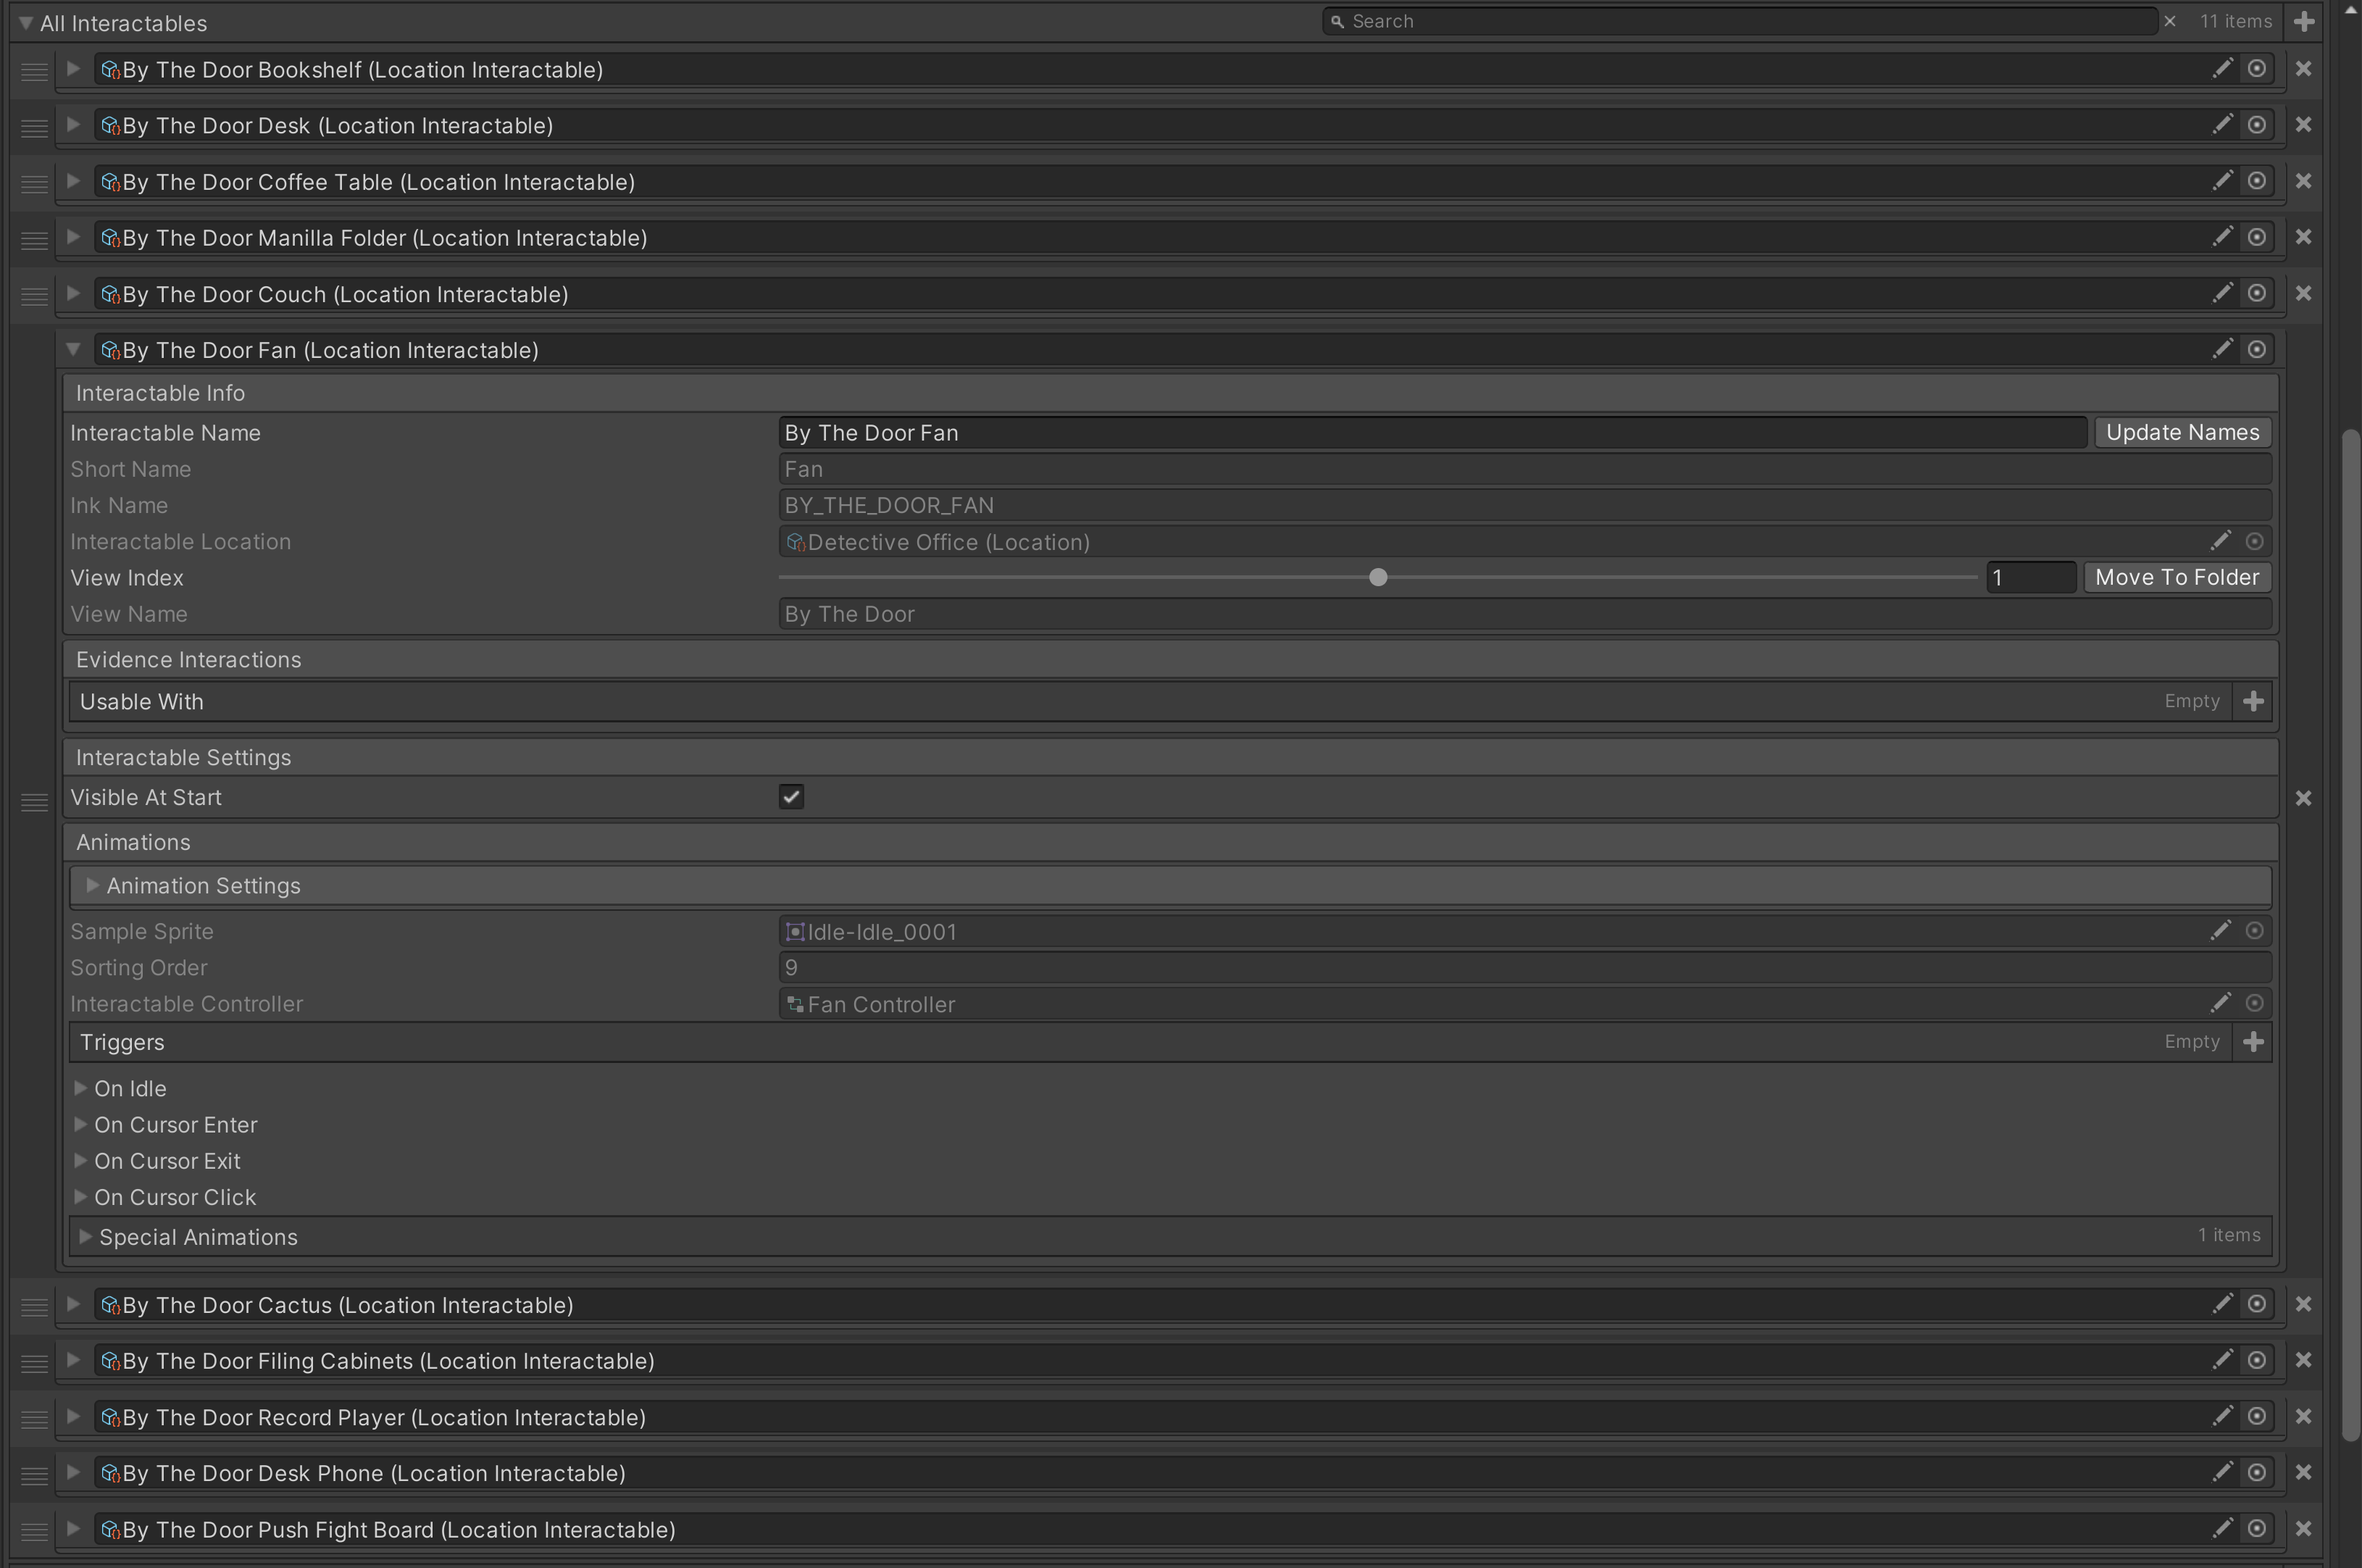 All Interactables Search 11 items
By The Door Bookshelf (Location Interactable)
By The Door Desk (Location Interactable)
By The Door Coffee Table (Location Interactable)
By The Door Manilla Folder (Location Interactable)
By The Door Couch (Location Interactable)
By The Door Fan (Location Interactable)
Interactable Info
Interactable Name By The Door Fan Update Names
Short Name Fan
Ink Name BY_THE_DOOR_FAN
Interactable Location Detective Office (Location)
View Index 1 Move To Folder
View Name By The Door
Evidence Interactions
Usable With Empty
Interactable Settings
Visible At Start
Animations
Animation Settings
Sample Sprite Idle-Idle_0001
Sorting Order 9
Interactable Controller Fan Controller
Triggers Empty
On Idle
On Cursor Enter
On Cursor Exit
On Cursor Click
Special Animations 1 items
By The Door Cactus (Location Interactable)
By The Door Filing Cabinets (Location Interactable)
By The Door Record Player (Location Interactable)
By The Door Desk Phone (Location Interactable)
By The Door Push Fight Board (Location Interactable)